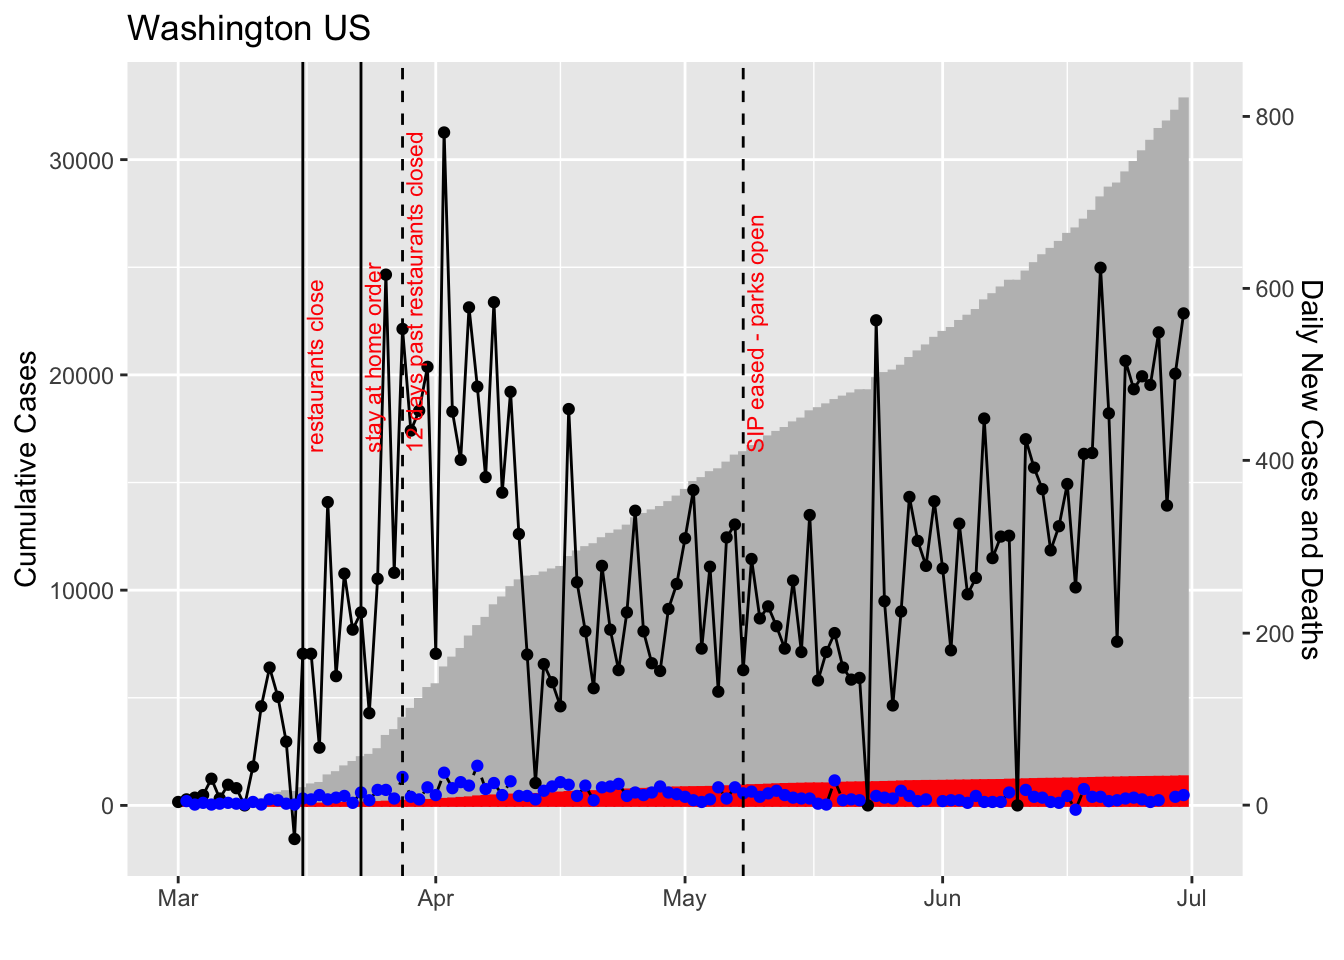 Washington US
Cumulative Cases
30000
20000
10000
0
restaurants close
stay at home order
12 days past restaurants closed
SIP eased - parks open
800
600
400
200
0
Daily New Cases and Deaths
Mar
Apr
May
Jun
Jul